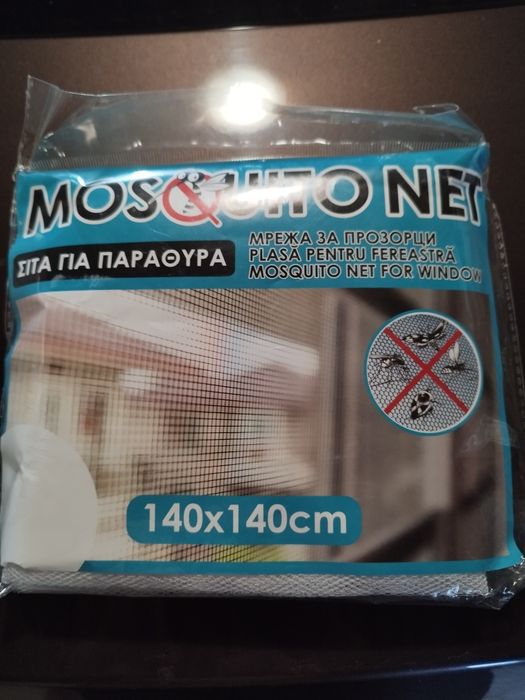 MOSQUITO NET
ΣΙΤΑ ΓΙΑ ΠΑΡΑΘΥΡΑ
МРЕЖА ЗА ПРОЗОРЦИ
PLASĂ PENTRU FEREASTRĂ
MOSQUITO NET FOR WINDOW
140x140cm